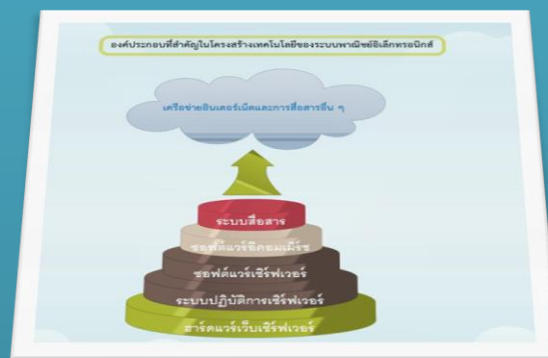 องค์ประกอบที่สำคัญในโครงสร้างเทคโนโลยีของระบบพาณิชย์อิเล็กทรอนิกส์
เครือข่ายอินเตอร์เน็ตและการสื่อสารอื่น ๆ
ระบบสื่อสาร
ซอฟต์แวร์อีคอมเมิร์ซ
ซอฟต์แวร์เซิร์ฟเวอร์
ระบบปฏิบัติการเซิร์ฟเวอร์
ฮาร์ดแวร์เว็บเซิร์ฟเวอร์